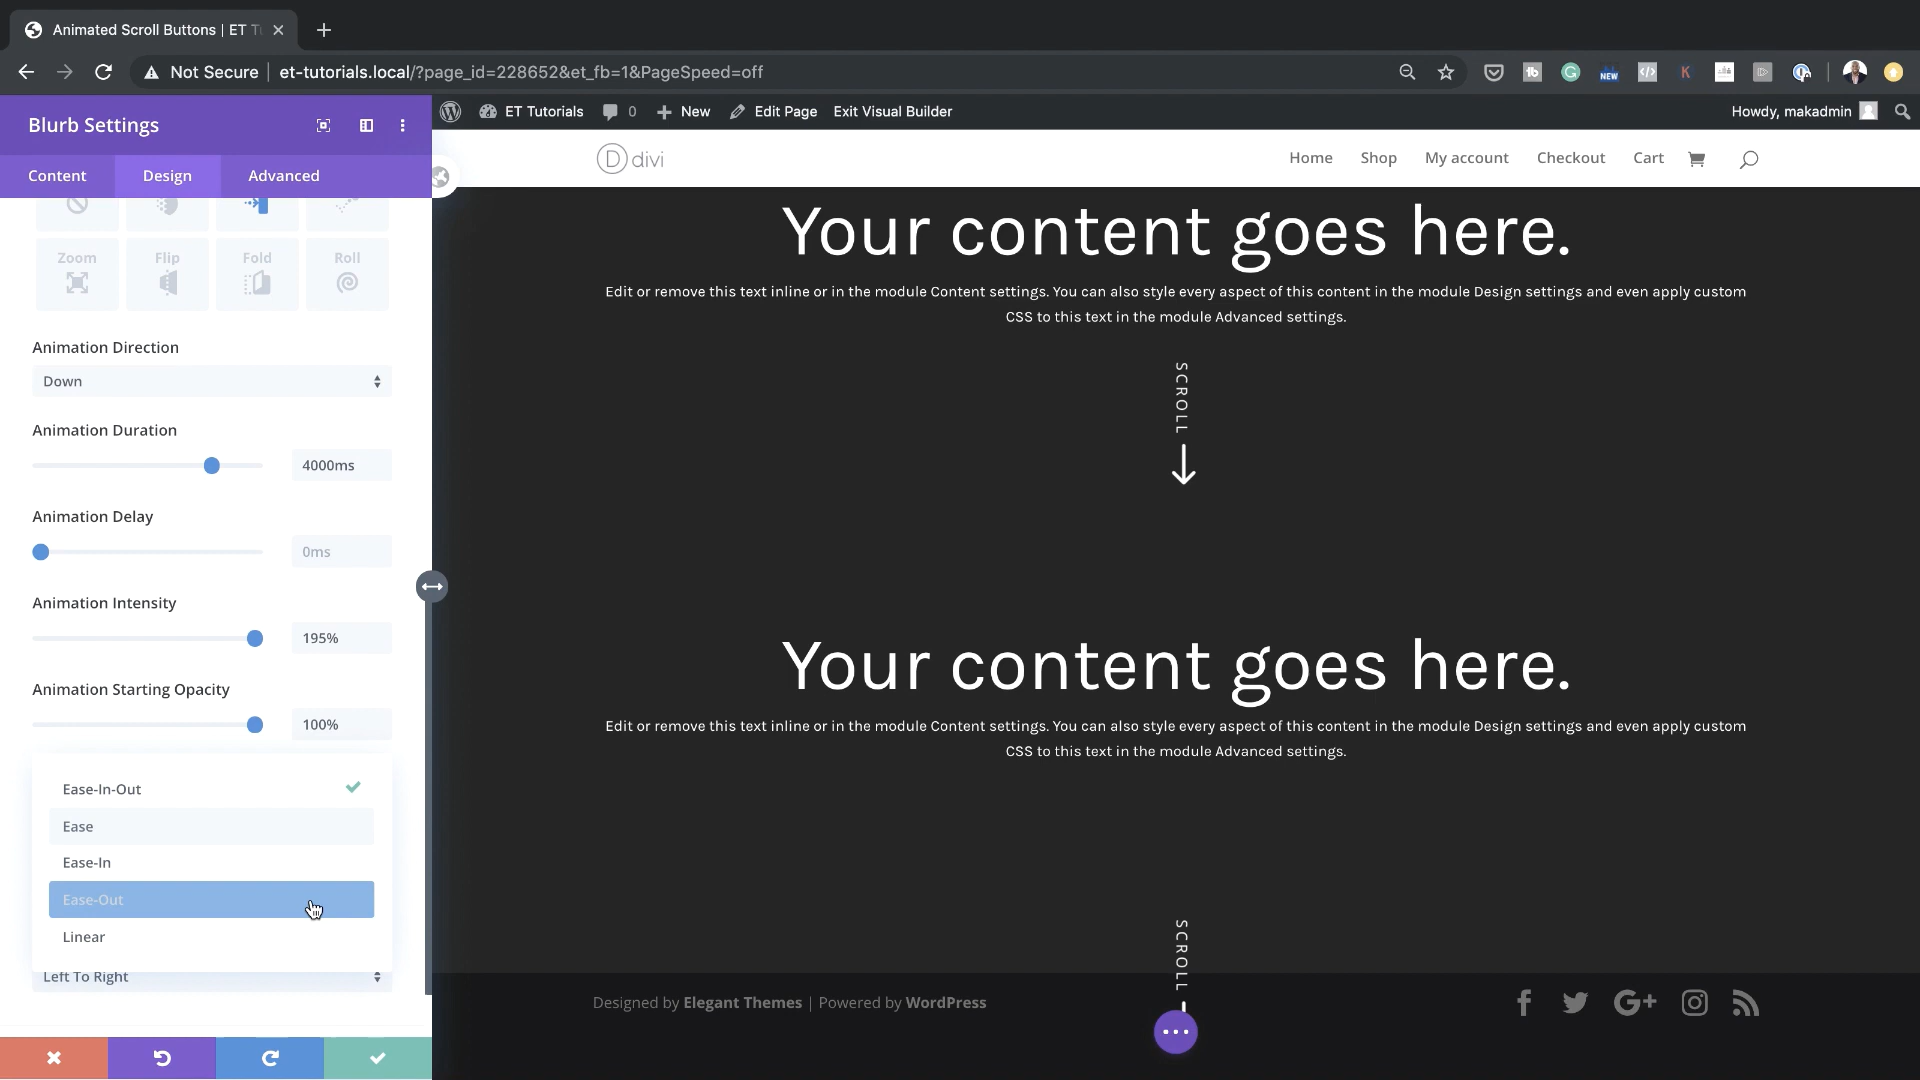 Animated Scroll Buttons | ET Tu
Not Secure
et-tutorials.local/?page_id=228652&et_fb=1&PageSpeed=off
NEW
K
Blurb Settings
Content
Design
Advanced
Zoom
Flip
Fold
Roll
Animation Direction
Down
Animation Duration
4000ms
Animation Delay
0ms
Animation Intensity
195%
Animation Starting Opacity
100%
Ease-In-Out
Ease
Ease-In
Ease-Out
Linear
Left To Right
ET Tutorials
0
New
Edit Page
Exit Visual Builder
Howdy, makadmin
D divi
Home
Shop
My account
Checkout
Cart
Your content goes here.
Edit or remove this text inline or in the module Content settings. You can also style every aspect of this content in the module Design settings and even apply custom
CSS to this text in the module Advanced settings.
SCROLL
Your content goes here.
Edit or remove this text inline or in the module Content settings. You can also style every aspect of this content in the module Design settings and even apply custom
CSS to this text in the module Advanced settings.
SCROLL
Designed by Elegant Themes | Powered by WordPress